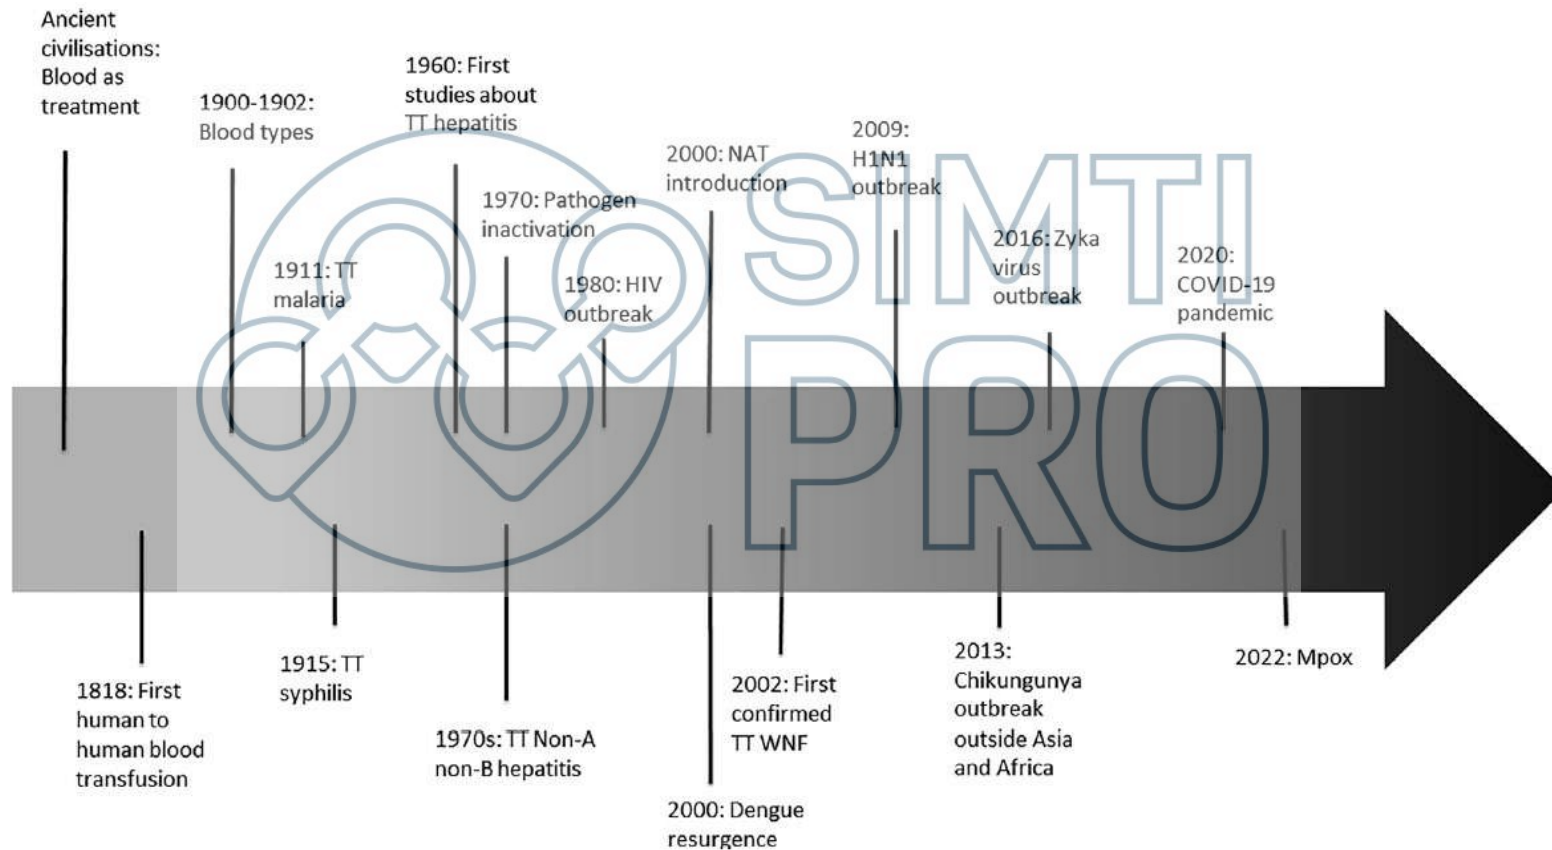 Ancient
civilisations:
Blood as
treatment
1900-1902:
Blood types
1911: TT
malaria
1960: First
studies about
TT hepatitis
1970: Pathogen
inactivation
1980: HIV
outbreak
2000: NAT
introduction
2009:
H1N1
outbreak
2016: Zyka
virus
outbreak
2020:
COVID-19
pandemic
SIMTI
PRO
1818: First
human to
human blood
transfusion
1915: TT
syphilis
1970s: TT Non-A
non-B hepatitis
2000: Dengue
resurgence
2002: First
confirmed
TT WNF
2013:
Chikungunya
outbreak
outside Asia
and Africa
2022: Mpox